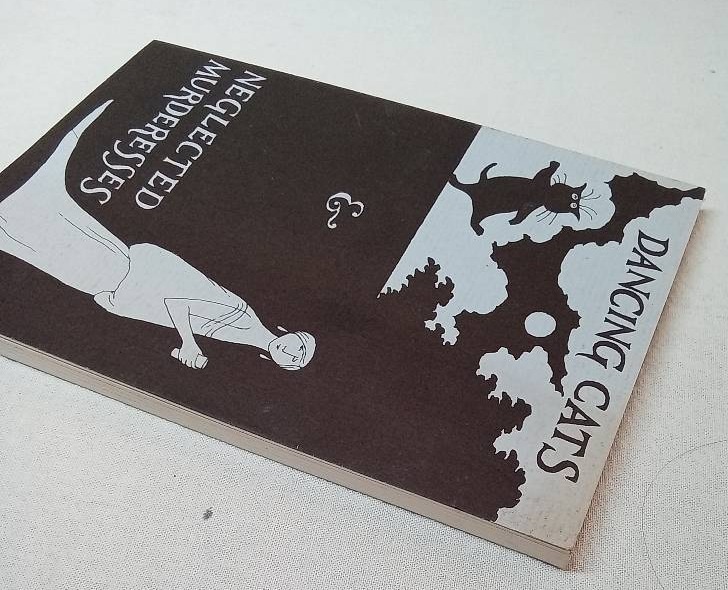 DANCING CATS
&
NEGLECTED
MURDERESSES